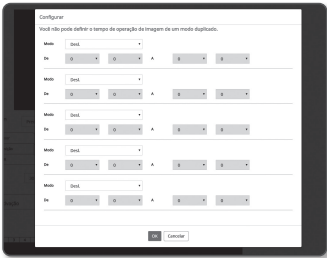 Configurar
Você não pode definir o tempo de operação de imagem de um modo duplicado.
Modo Desl.
De 0 0 A 0 0
Modo Desl.
De 0 0 A 0 0
Modo Desl.
De 0 0 A 0 0
Modo Desl.
De 0 0 A 0 0
Modo Desl.
De 0 0 A 0 0
OK Cancelar